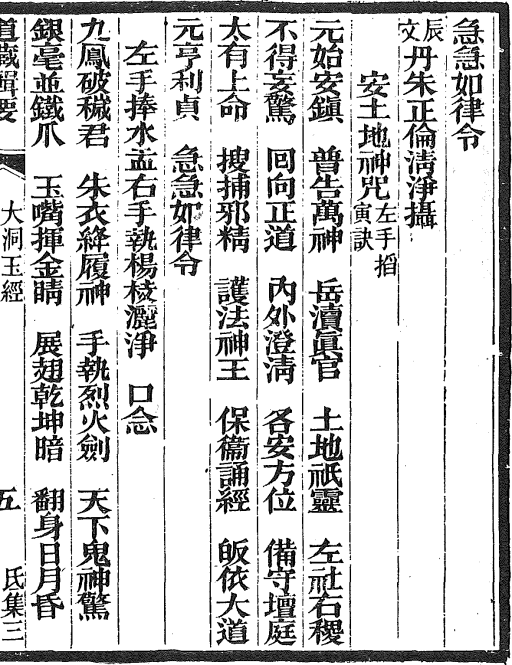 急急如律令
辰文丹朱正倫清淨攝
安土地神咒左手掐寅訣
元始安鎭　普告萬神　岳瀆眞官　土地祇靈　左社右稷
不得妄驚　回向正道　內外澄淸　各安方位　備守壇庭
太有上命　搜捕邪精　護法神王　保衞誦經　皈依大道
元亨利貞　急急如律令
左手捧水盂右手執楊枝灑淨　口念
九鳳破穢君　朱衣絳履神　手執烈火劍　天下鬼神驚
銀毫並鐵爪　玉嘴揮金睛　展翅乾坤暗　翻身日月昏
道藏輯要　大洞玉經　五　氐集三